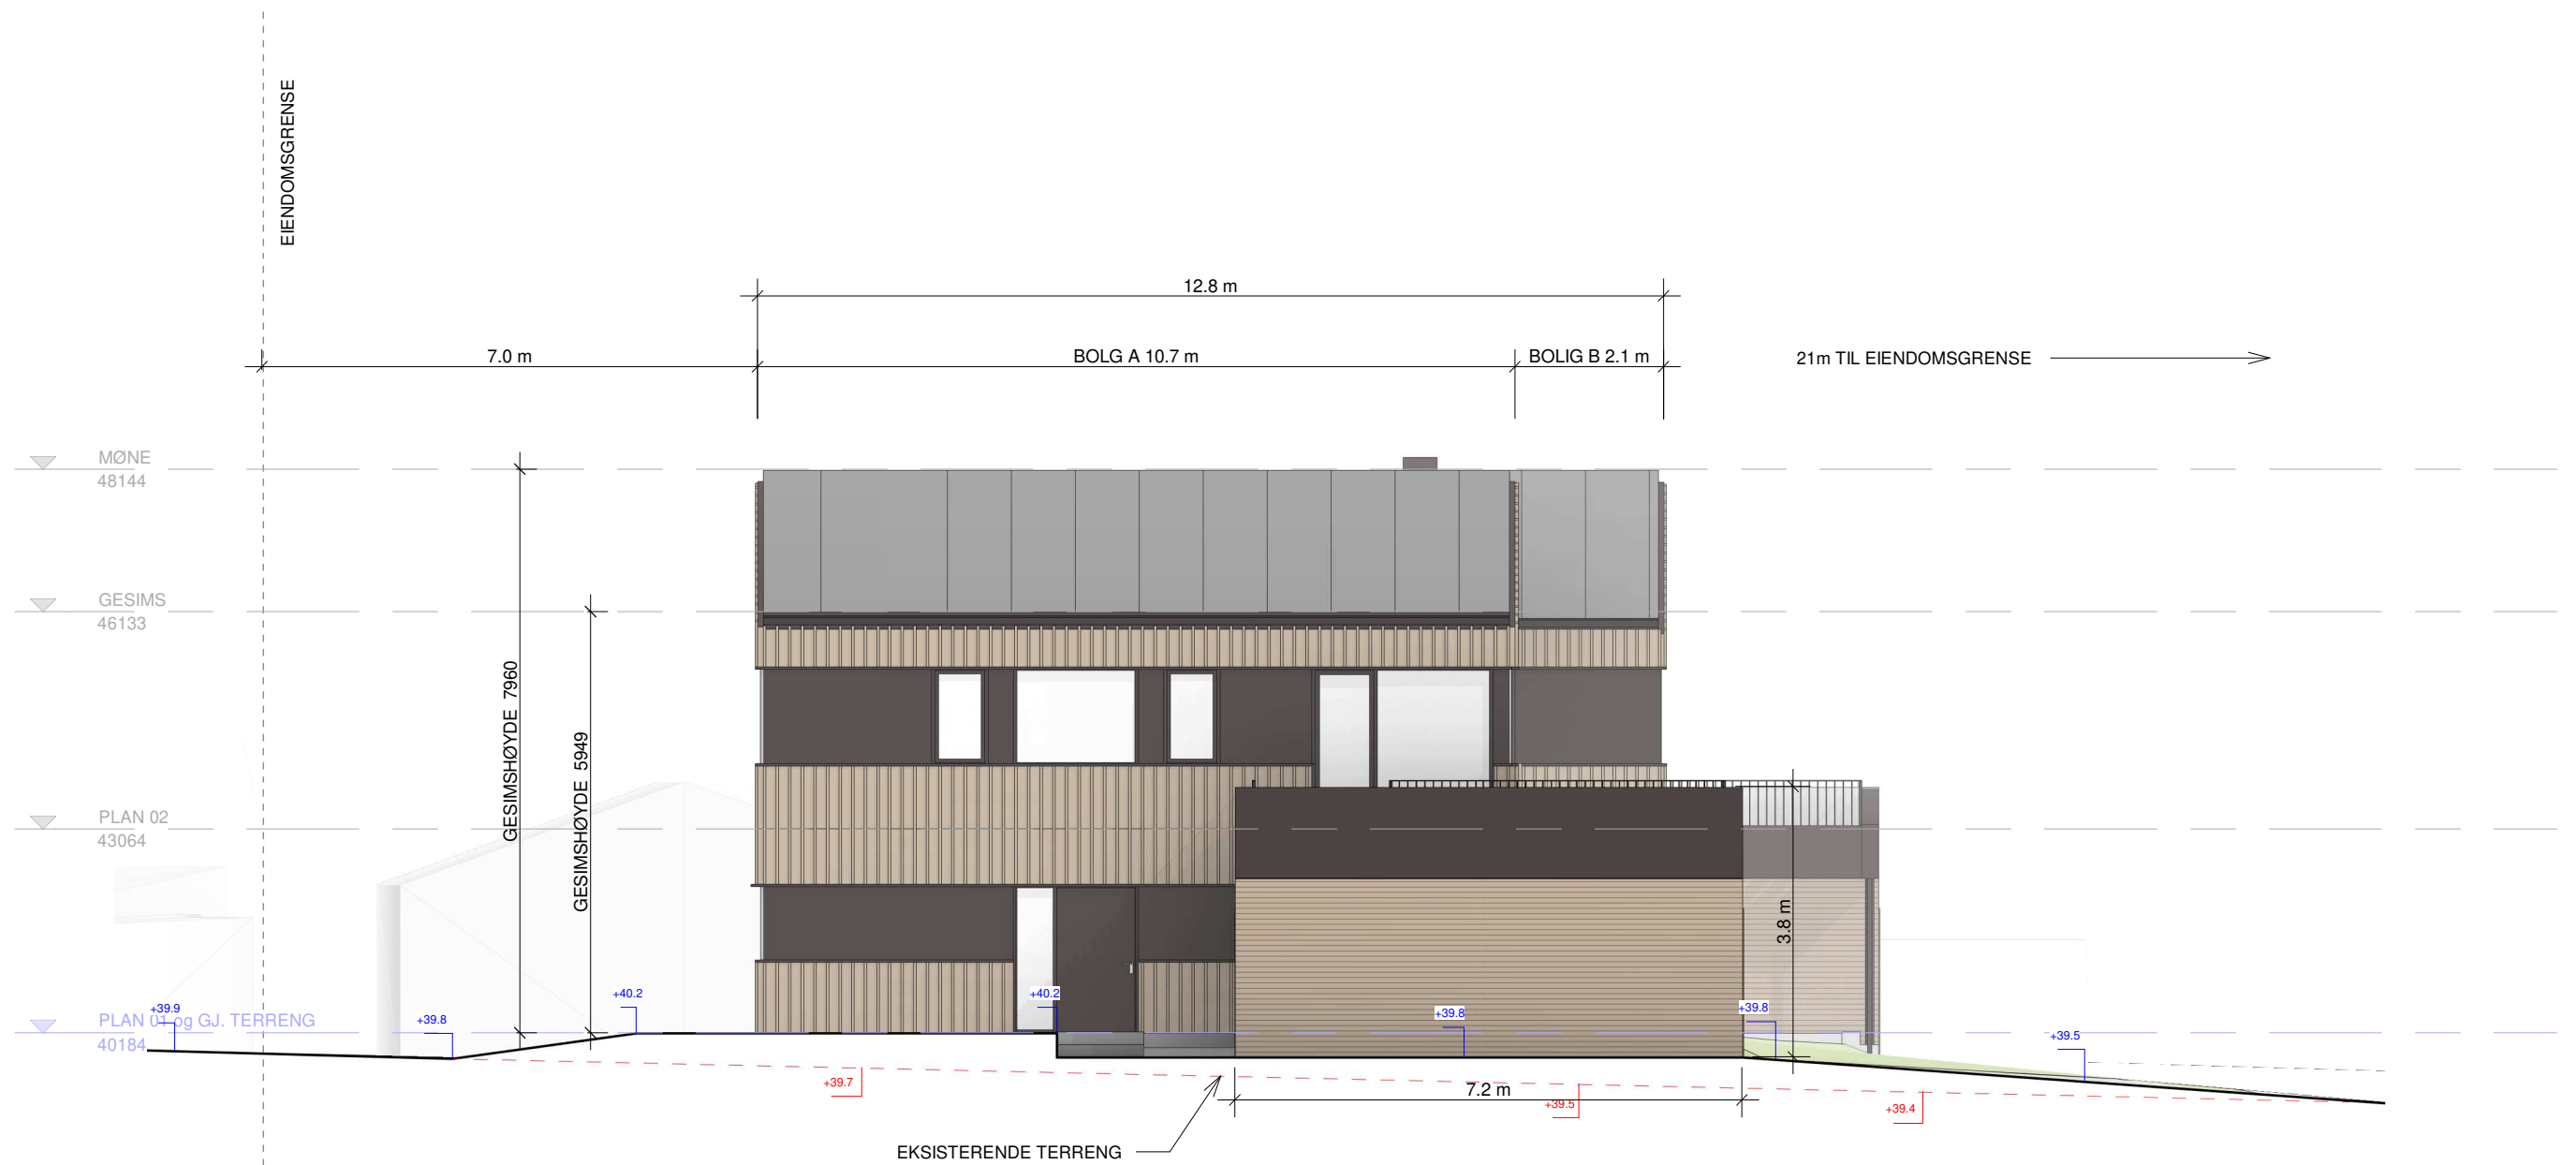 EIENDOMSGRENSE
12.8 m
7.0 m
BOLG A 10.7 m
BOLIG B 2.1 m
21m TIL EIENDOMSGRENSE
MØNE
48144
GESIMS
46133
GESIMSHØYDE 7960
GESIMSHØYDE 5949
PLAN 02
43064
3.8 m
+39.9
+39.8
+40.2
+40.2
+39.8
+39.8
+39.5
PLAN 01 og GJ. TERRENG
40184
+39.7
7.2 m
+39.5
+39.4
EKSISTERENDE TERRENG